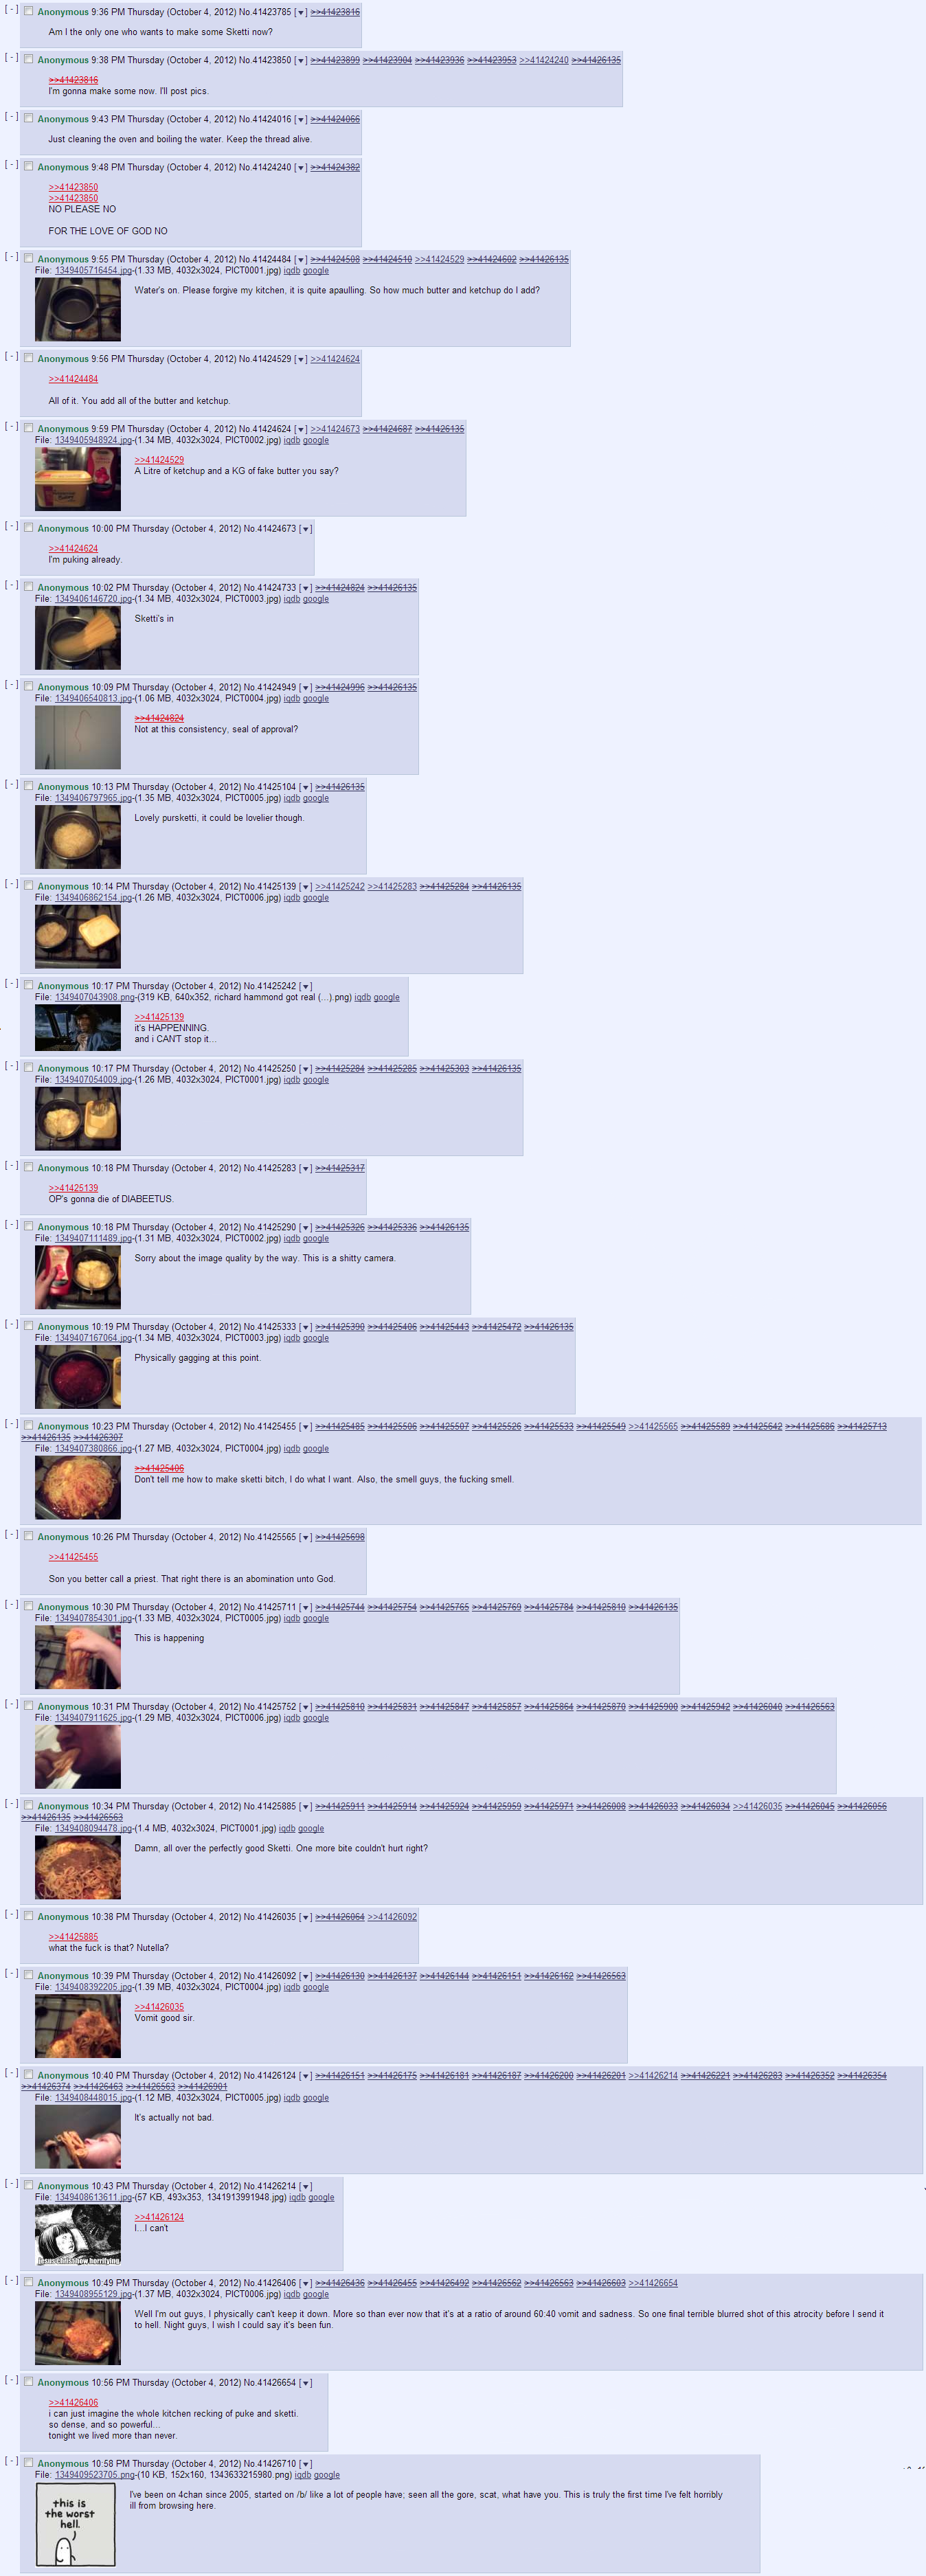 [-] Anonymous 9:36 PM Thursday (October 4, 2012) No.41423785 [▼] >>41423816
Am I the only one who wants to make some Sketti now?
[-] Anonymous 9:38 PM Thursday (October 4, 2012) No.41423850 [▼] >>41423899 >>41423904 >>41423936 >>41423953 >>41424240 >>41426135
>>41423816
I'm gonna make some now. I'll post pics.
[-] Anonymous 9:43 PM Thursday (October 4, 2012) No.41424016 [▼] >>41424066
Just cleaning the oven and boiling the water. Keep the thread alive.
[-] Anonymous 9:48 PM Thursday (October 4, 2012) No.41424240 [▼] >>41424382
>>41423850
>>41423850
NO PLEASE NO
FOR THE LOVE OF GOD NO
[-] Anonymous 9:55 PM Thursday (October 4, 2012) No.41424484 [▼] >>41424508 >>41424510 >>41424529 >>41424602 >>41426135
File: 1349405716454.jpg-(1.33 MB, 4032x3024, PICT0001.jpg) iqdb google
Water's on. Please forgive my kitchen, it is quite apaulling. So how much butter and ketchup do I add?
[-] Anonymous 9:56 PM Thursday (October 4, 2012) No.41424529 [▼] >>41424624
>>41424484
All of it. You add all of the butter and ketchup.
[-] Anonymous 9:59 PM Thursday (October 4, 2012) No.41424624 [▼] >>41424673 >>41424687 >>41426135
File: 1349405948924.jpg-(1.34 MB, 4032x3024, PICT0002.jpg) iqdb google
>>41424529
A Litre of ketchup and a KG of fake butter you say?
[-] Anonymous 10:00 PM Thursday (October 4, 2012) No.41424673 [▼]
>>41424624
I'm puking already.
[-] Anonymous 10:02 PM Thursday (October 4, 2012) No.41424733 [▼] >>41424824 >>41426135
File: 1349406146720.jpg-(1.34 MB, 4032x3024, PICT0003.jpg) iqdb google
Sketti's in
[-] Anonymous 10:09 PM Thursday (October 4, 2012) No.41424949 [▼] >>41424996 >>41426135
File: 1349406540813.jpg-(1.06 MB, 4032x3024, PICT0004.jpg) iqdb google
>>41424824
Not at this consistency, seal of approval?
[-] Anonymous 10:13 PM Thursday (October 4, 2012) No.41425104 [▼] >>41426135
File: 1349406797965.jpg-(1.35 MB, 4032x3024, PICT0005.jpg) iqdb google
Lovely pursketti, it could be lovelier though.
[-] Anonymous 10:14 PM Thursday (October 4, 2012) No.41425139 [▼] >>41425242 >>41425283 >>41425284 >>41426135
File: 1349406862154.jpg-(1.26 MB, 4032x3024, PICT0006.jpg) iqdb google
[-] Anonymous 10:17 PM Thursday (October 4, 2012) No.41425242 [▼]
File: 1349407043908.png-(319 KB, 640x352, richard hammond got real (...).png) iqdb google
>>41425139
it's HAPPENNING.
and i CAN'T stop it...
[-] Anonymous 10:17 PM Thursday (October 4, 2012) No.41425250 [▼] >>41425284 >>41425285 >>41425303 >>41426135
File: 1349407054009.jpg-(1.26 MB, 4032x3024, PICT0001.jpg) iqdb google
[-] Anonymous 10:18 PM Thursday (October 4, 2012) No.41425283 [▼] >>41425317
>>41425139
OP's gonna die of DIABEETUS.
[-] Anonymous 10:18 PM Thursday (October 4, 2012) No.41425290 [▼] >>41425326 >>41425336 >>41426135
File: 1349407111489.jpg-(1.31 MB, 4032x3024, PICT0002.jpg) iqdb google
Sorry about the image quality by the way. This is a shitty camera.
[-] Anonymous 10:19 PM Thursday (October 4, 2012) No.41425333 [▼] >>41425390 >>41425406 >>41425443 >>41425472 >>41426135
File: 1349407167064.jpg-(1.34 MB, 4032x3024, PICT0003.jpg) iqdb google
Physically gagging at this point.
[-] Anonymous 10:23 PM Thursday (October 4, 2012) No.41425455 [▼] >>41425485 >>41425506 >>41425507 >>41425526 >>41425533 >>41425549 >>41425565 >>41425589 >>41425642 >>41425686 >>41425713
>>41426135 >>41426307
File: 1349407380866.jpg-(1.27 MB, 4032x3024, PICT0004.jpg) iqdb google
>>41425406
Don't tell me how to make sketti bitch, I do what I want. Also, the smell guys, the fucking smell.
[-] Anonymous 10:26 PM Thursday (October 4, 2012) No.41425565 [▼] >>41425698
>>41425455
Son you better call a priest. That right there is an abomination unto God.
[-] Anonymous 10:30 PM Thursday (October 4, 2012) No.41425711 [▼] >>41425744 >>41425754 >>41425765 >>41425769 >>41425784 >>41425810 >>41426135
File: 1349407854301.jpg-(1.33 MB, 4032x3024, PICT0005.jpg) iqdb google
This is happening
[-] Anonymous 10:31 PM Thursday (October 4, 2012) No.41425752 [▼] >>41425810 >>41425831 >>41425847 >>41425857 >>41425864 >>41425870 >>41425900 >>41425942 >>41426040 >>41426563
File: 1349407911625.jpg-(1.29 MB, 4032x3024, PICT0006.jpg) iqdb google
[-] Anonymous 10:34 PM Thursday (October 4, 2012) No.41425885 [▼] >>41425911 >>41425914 >>41425924 >>41425959 >>41425971 >>41426008 >>41426033 >>41426034 >>41426035 >>41426045 >>41426056
>>41426135 >>41426563
File: 1349408094478.jpg-(1.4 MB, 4032x3024, PICT0001.jpg) iqdb google
Damn, all over the perfectly good Sketti. One more bite couldn't hurt right?
[-] Anonymous 10:38 PM Thursday (October 4, 2012) No.41426035 [▼] >>41426064 >>41426092
>>41425885
what the fuck is that? Nutella?
[-] Anonymous 10:39 PM Thursday (October 4, 2012) No.41426092 [▼] >>41426130 >>41426137 >>41426144 >>41426151 >>41426162 >>41426563
File: 1349408392205.jpg-(1.39 MB, 4032x3024, PICT0004.jpg) iqdb google
>>41426035
Vomit good sir.
[-] Anonymous 10:40 PM Thursday (October 4, 2012) No.41426124 [▼] >>41426151 >>41426175 >>41426181 >>41426187 >>41426200 >>41426201 >>41426214 >>41426221 >>41426283 >>41426352 >>41426354
>>41426374 >>41426463 >>41426563 >>41426901
File: 1349408448015.jpg-(1.12 MB, 4032x3024, PICT0005.jpg) iqdb google
It's actually not bad.
[-] Anonymous 10:43 PM Thursday (October 4, 2012) No.41426214 [▼]
File: 1349408613611.jpg-(57 KB, 493x353, 1341913991948.jpg) iqdb google
>>41426124
I...I can't
jesus christ how horrifying
[-] Anonymous 10:49 PM Thursday (October 4, 2012) No.41426406 [▼] >>41426436 >>41426455 >>41426492 >>41426562 >>41426563 >>41426603 >>41426654
File: 1349408955129.jpg-(1.37 MB, 4032x3024, PICT0006.jpg) iqdb google
Well I'm out guys, I physically can't keep it down. More so than ever now that it's at a ratio of around 60:40 vomit and sadness. So one final terrible blurred shot of this atrocity before I send it
to hell. Night guys, I wish I could say it's been fun.
[-] Anonymous 10:56 PM Thursday (October 4, 2012) No.41426654 [▼]
>>41426406
i can just imagine the whole kitchen recking of puke and sketti.
so dense, and so powerful...
tonight we lived more than never.
[-] Anonymous 10:58 PM Thursday (October 4, 2012) No.41426710 [▼]
File: 1349409523705.png-(10 KB, 152x160, 1343633215980.png) iqdb google
this is
the worst
hell.
I've been on 4chan since 2005, started on /b/ like a lot of people have; seen all the gore, scat, what have you. This is truly the first time I've felt horribly
ill from browsing here.